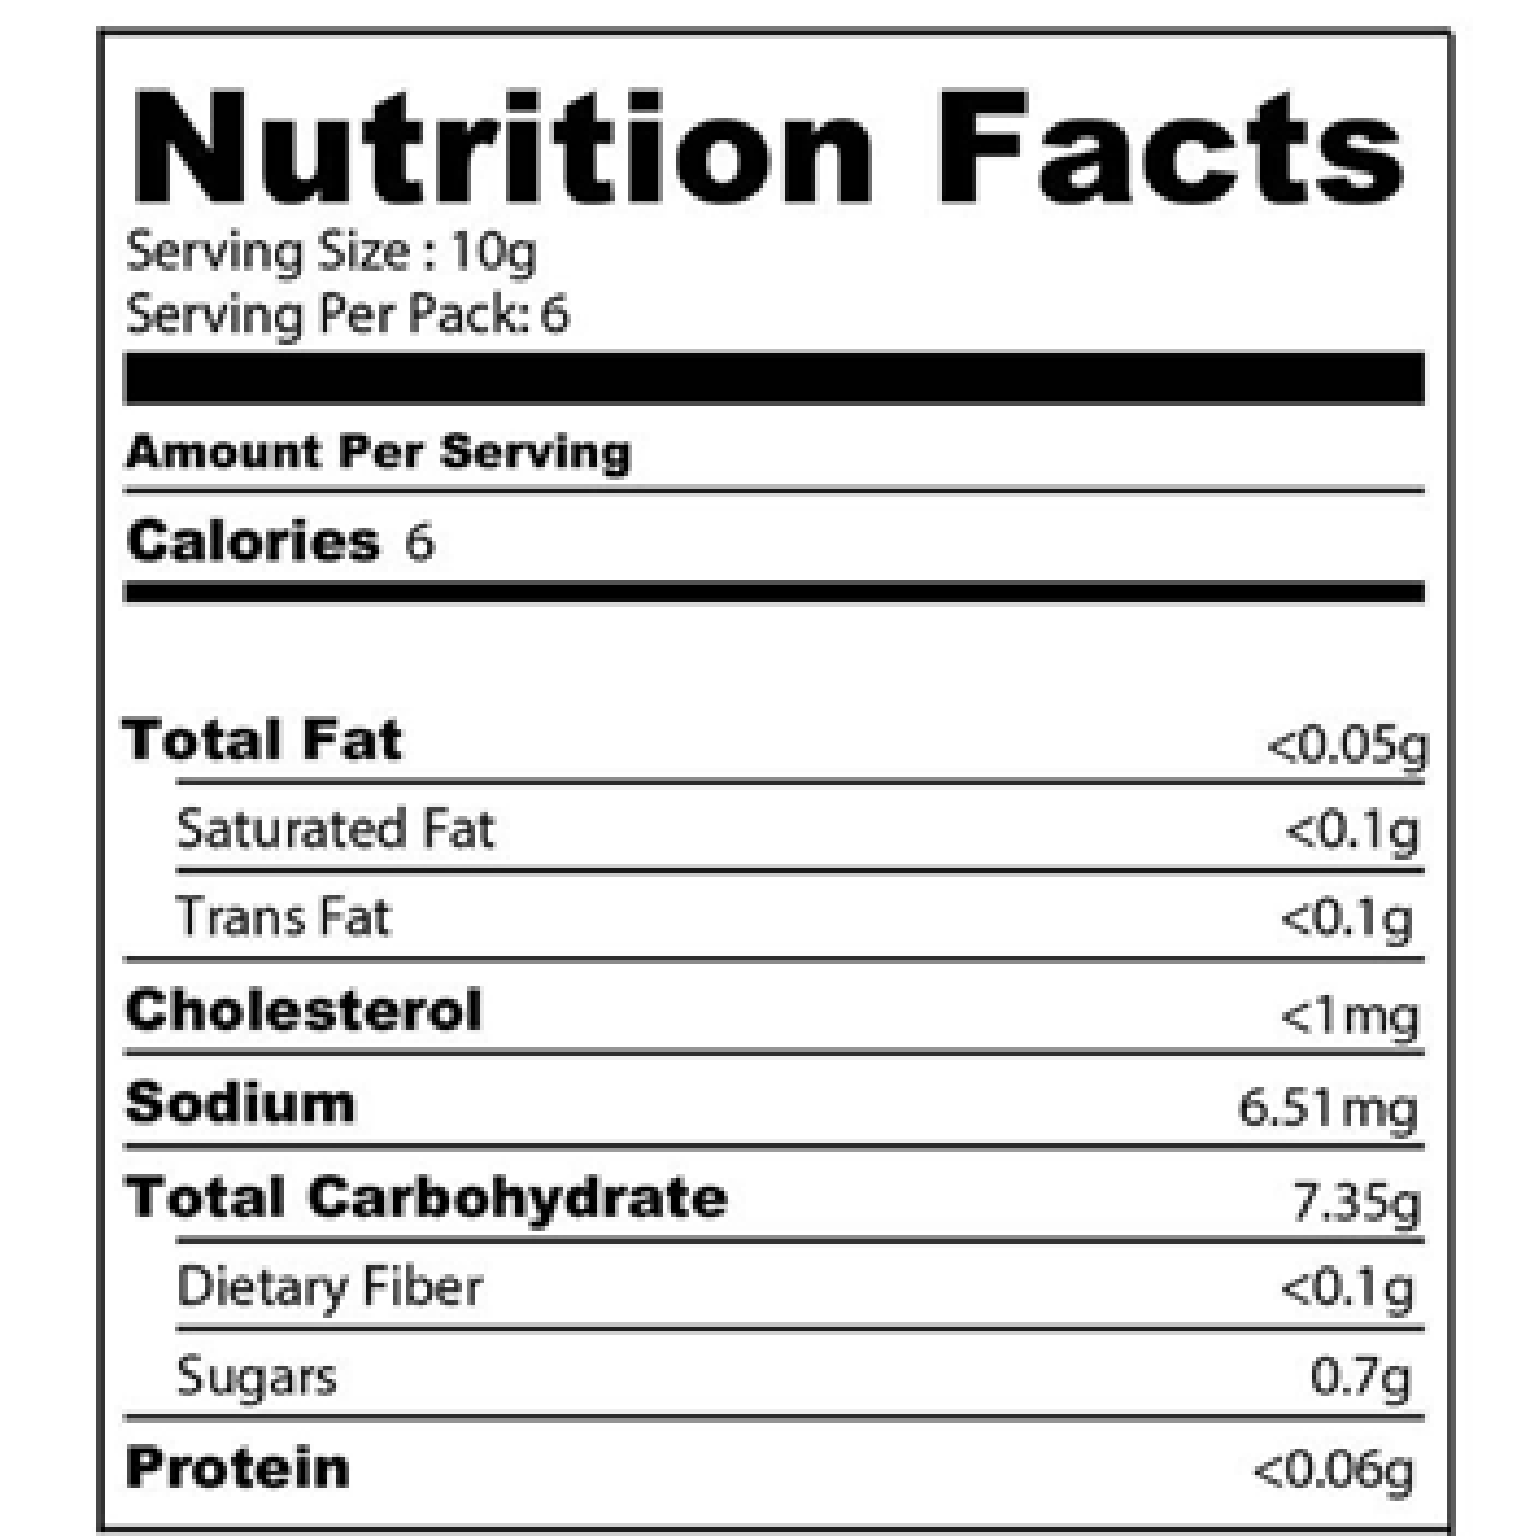 Nutrition Facts
Serving Size : 10g
Serving Per Pack: 6
Amount Per Serving
Calories 6
Total Fat <0.05g
Saturated Fat <0.1g
Trans Fat <0.1g
Cholesterol <1mg
Sodium 6.51mg
Total Carbohydrate 7.35g
Dietary Fiber <0.1g
Sugars 0.7g
Protein <0.06g